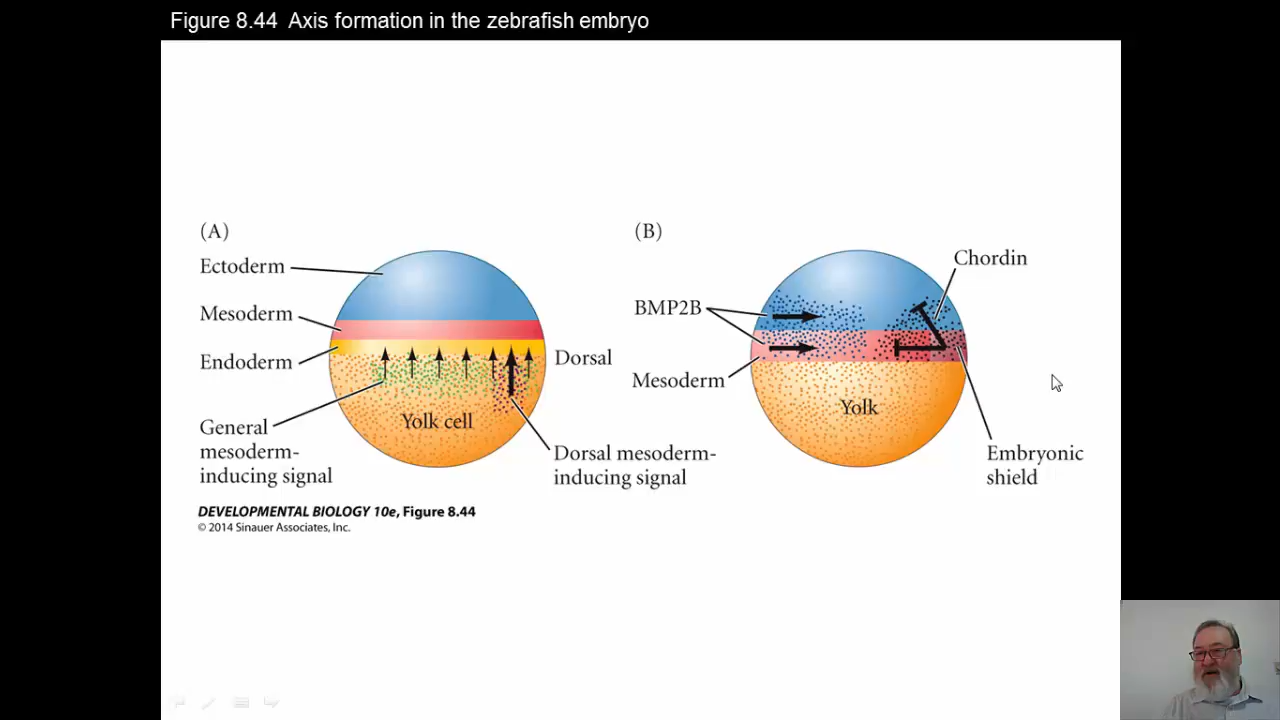 Figure 8.44 Axis formation in the zebrafish embryo
(A)
Ectoderm
Mesoderm
Endoderm
General
mesoderm-
inducing signal
Yolk cell
Dorsal
Dorsal mesoderm-
inducing signal
(B)
BMP2B
Mesoderm
Yolk
Chordin
Embryonic
shield
DEVELOPMENTAL BIOLOGY 10e, Figure 8.44
© 2014 Sinauer Associates, Inc.